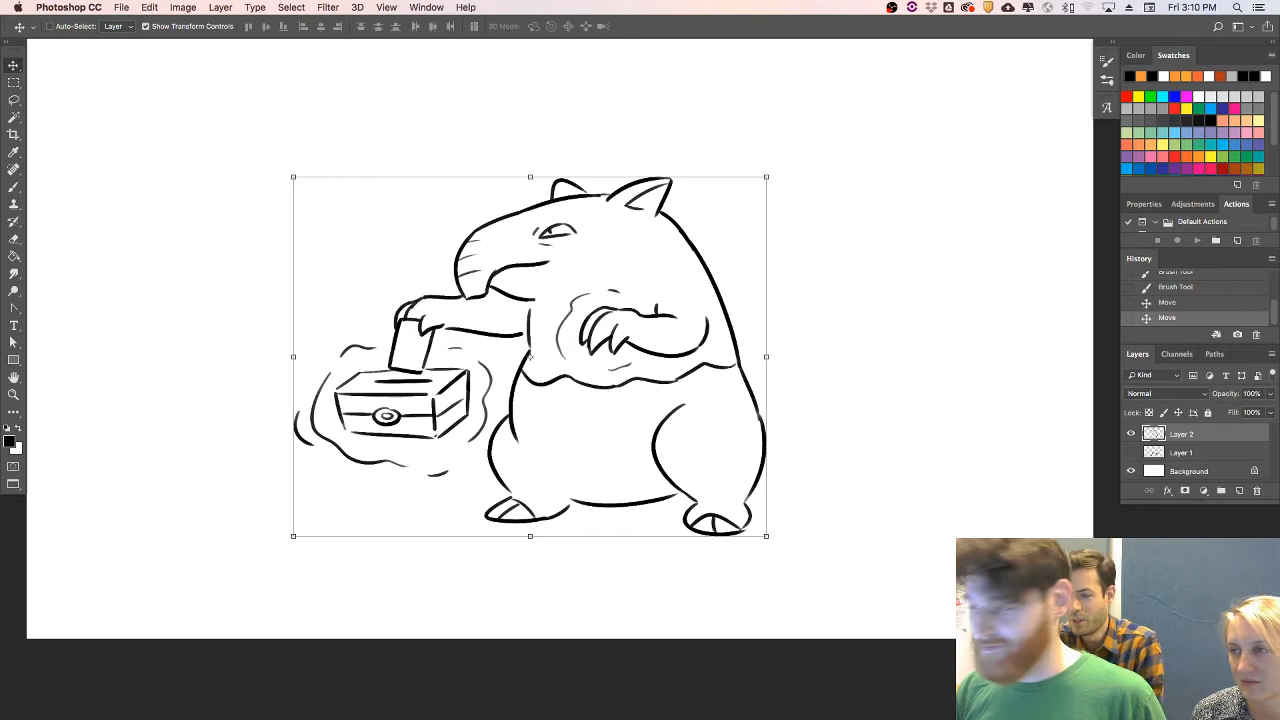 Photoshop CC File Edit Image Layer Type Select Filter 3D View Window Help Fri 3:10 PM
Auto-Select: Layer Show Transform Controls 3D Mode:
Color Swatches
Properties Adjustments Actions
Default Actions
History
Brush Tool
Brush Tool
Move
Move
Layers Channels Paths
Kind
Normal Opacity: 100%
Lock: Fill: 100%
Layer 2
Layer 1
Background